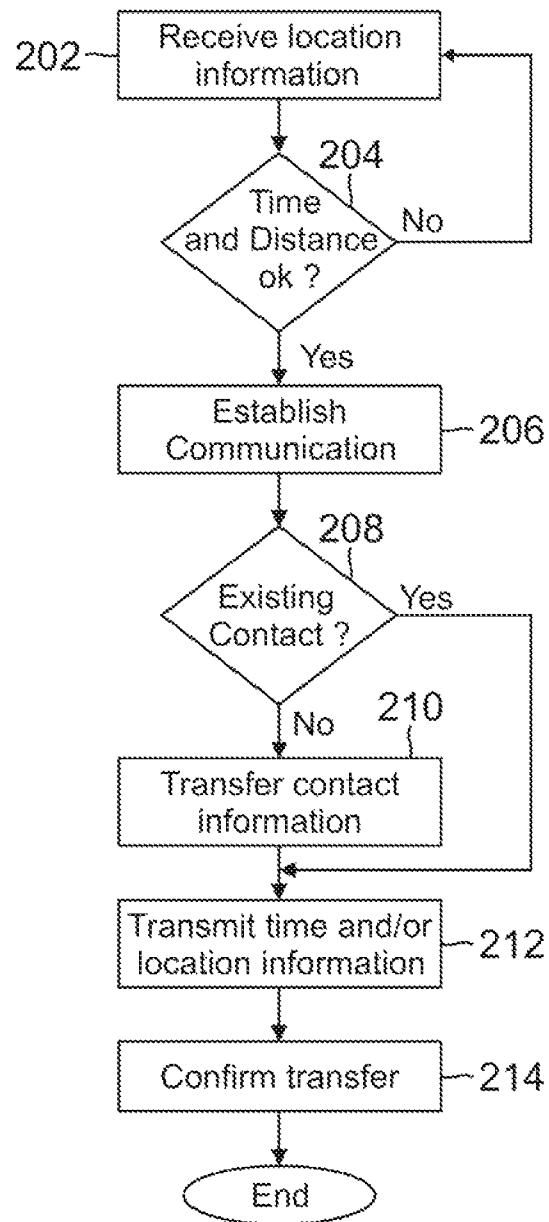 202
Receive location
information
204
Time
and Distance
ok ?
No
Yes
Establish
Communication
206
208
Existing
Contact ?
Yes
No
210
Transfer contact
information
Transmit time and/or
location information
212
Confirm transfer
214
End